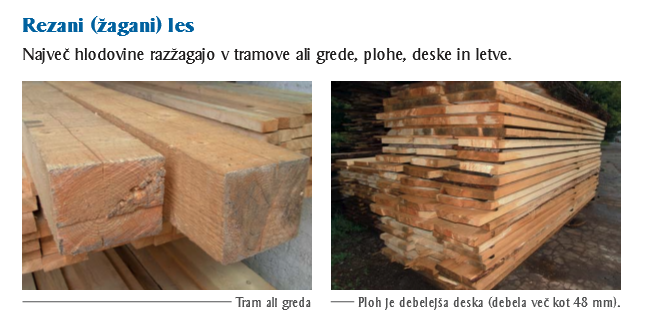 Rezani (žagani) les
Največ hlodovine razžagajo v tramove ali grede, plohe, deske in letve.
Tram ali greda
Ploh je debelejša deska (debela več kot 48 mm).